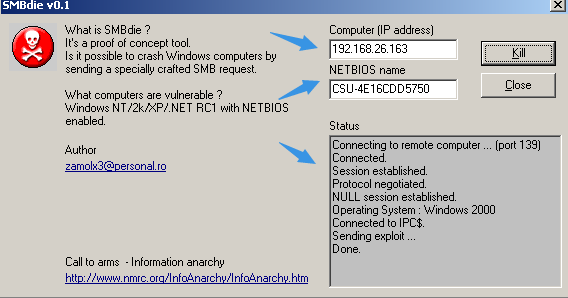 SMBdie v0.1
What is SMBdie ?
It's a proof of concept tool.
Is it possible to crash Windows computers by
sending a specially crafted SMB request.
What computers are vulnerable ?
Windows NT/2k/XP/.NET RC1 with NETBIOS
enabled.
Author
zamolx3@personal.ro
Call to arms - Information anarchy
http://www.nmrc.org/InfoAnarchy/InfoAnarchy.htm
Computer (IP address)
192.168.26.163
Kill
NETBIOS name
CSU-4E16CDD5750
Close
Status
Connecting to remote computer ... (port 139)
Connected.
Session established.
Protocol negotiated.
NULL session established.
Operating System : Windows 2000
Connected to IPC$.
Sending exploit ...
Done.